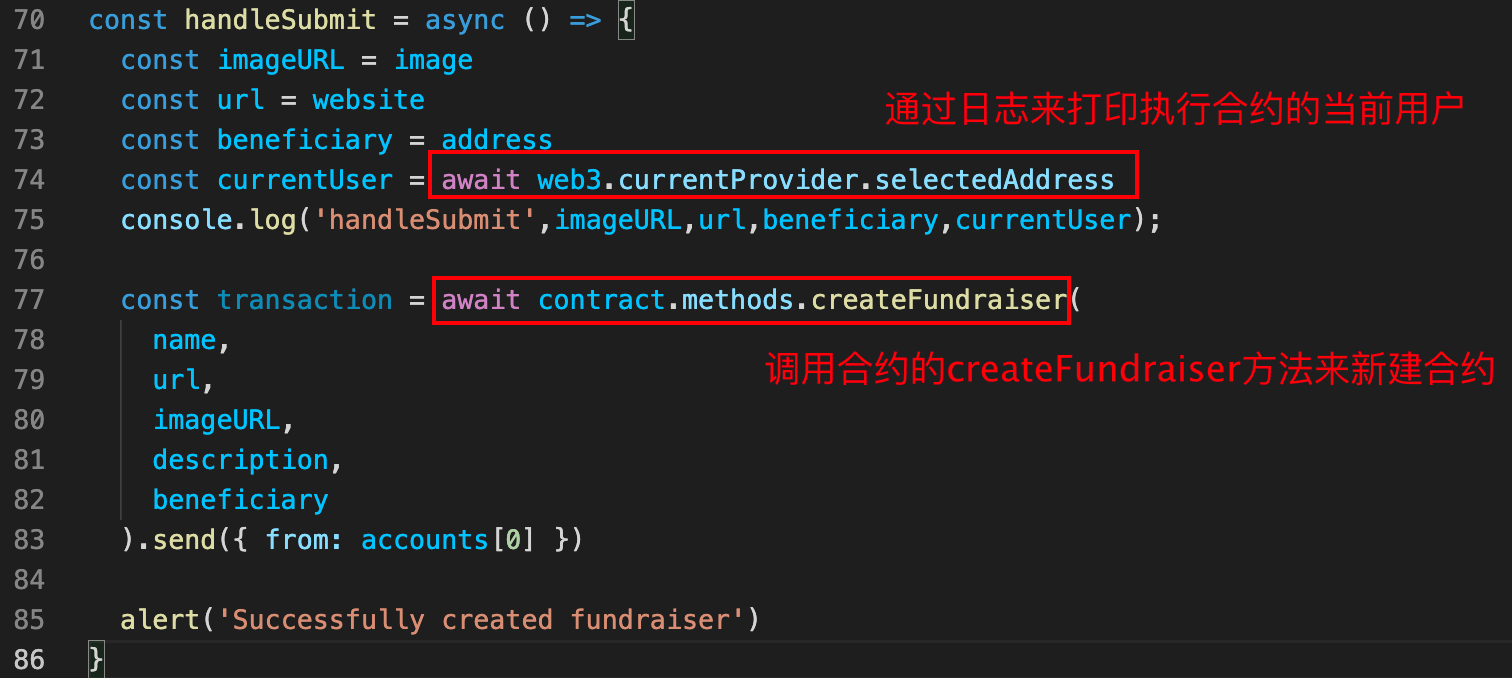 70 const handleSubmit = async () => {
71 const imageURL = image
72 const url = website
通过日志来打印执行合约的当前用户
73 const beneficiary = address
74 const currentUser = await web3.currentProvider.selectedAddress
75 console.log('handleSubmit',imageURL,url,beneficiary,currentUser);
76
77 const transaction = await contract.methods.createFundraiser(
78 name,
调用合约的createFundraiser方法来新建合约
79 url,
80 imageURL,
81 description,
82 beneficiary
83 ).send({ from: accounts[0] })
84
85 alert('Successfully created fundraiser')
86 }